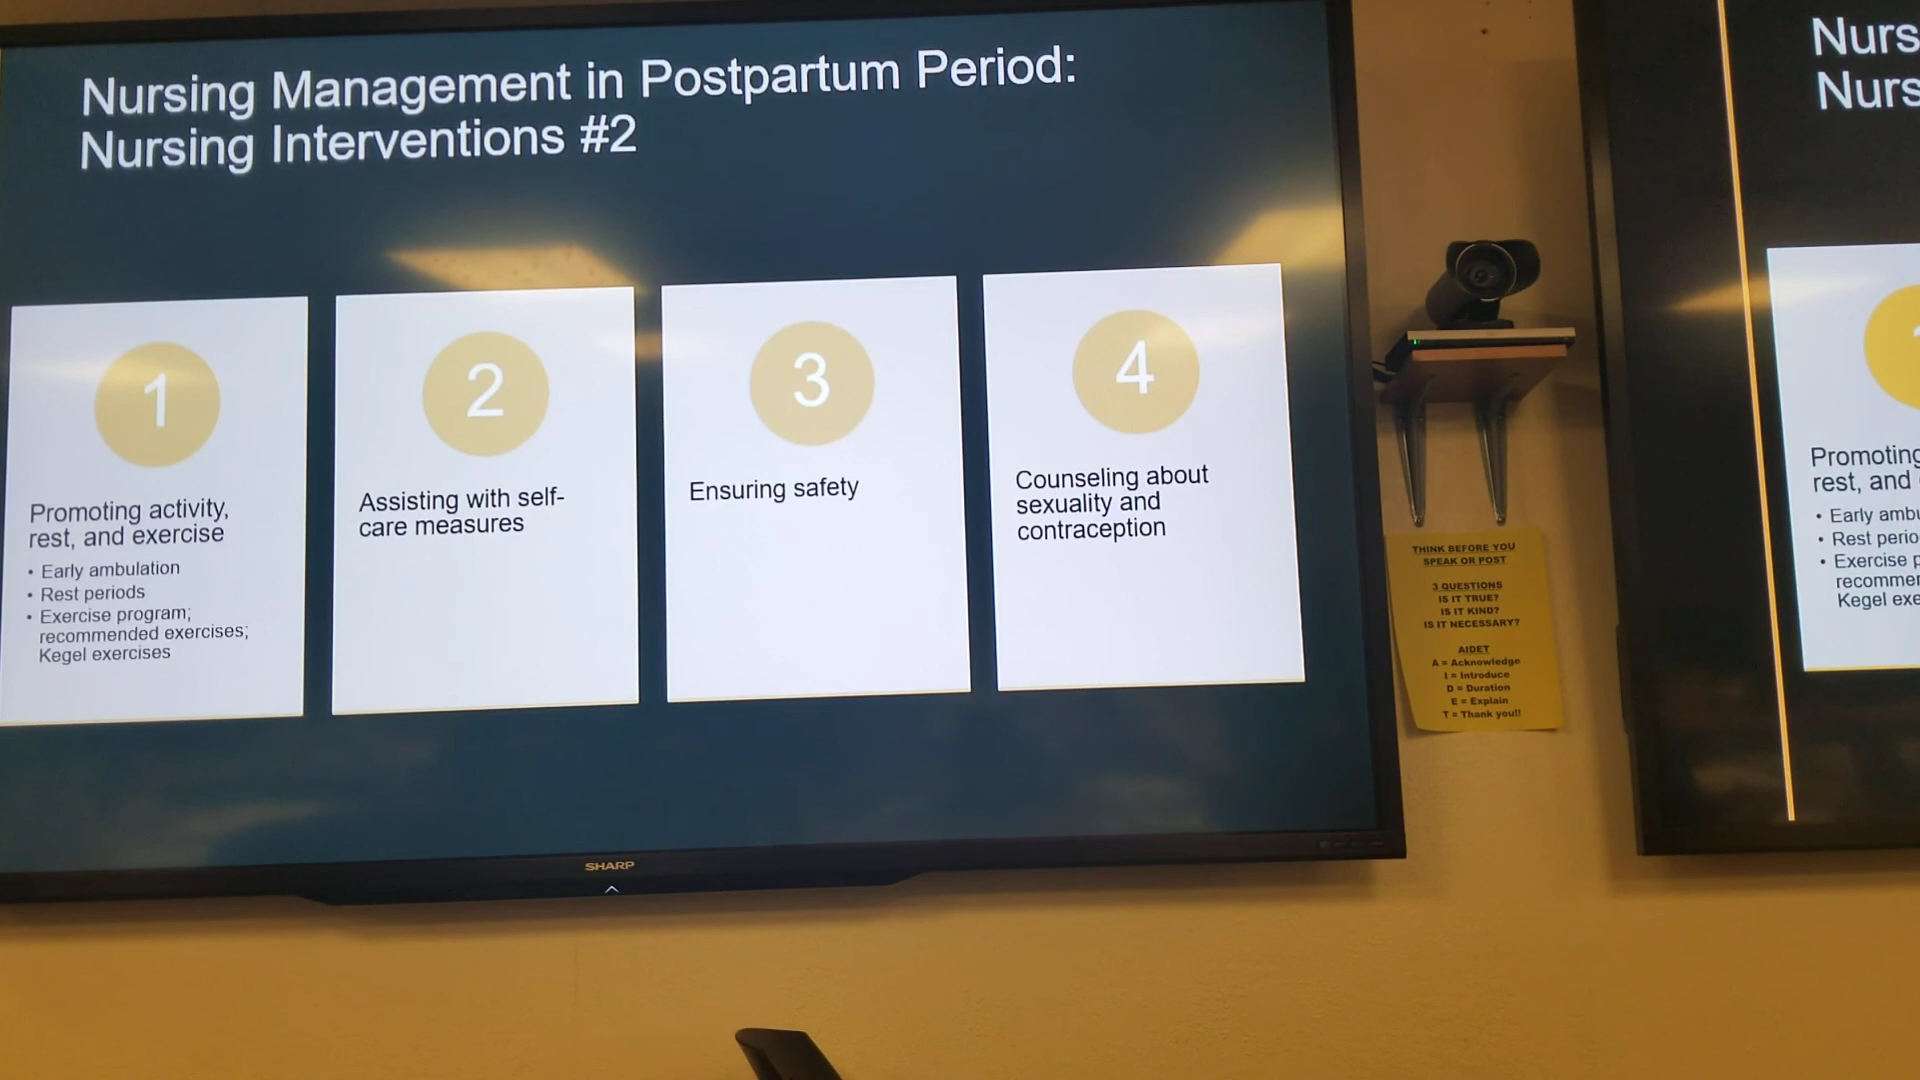 Nursing Management in Postpartum Period:
Nursing Interventions #2
1
Promoting activity,
rest, and exercise
• Early ambulation
• Rest periods
• Exercise program;
recommended exercises;
Kegel exercises
2
Assisting with self-
care measures
3
Ensuring safety
4
Counseling about
sexuality and
contraception
SHARP
THINK BEFORE YOU
SPEAK OR POST
3 QUESTIONS
IS IT TRUE?
IS IT KIND?
IS IT NECESSARY?
AIDET
A = Acknowledge
I = Introduce
D = Duration
E = Explain
T = Thank you!!
Nurs
Nurs
Promoting
rest, and
• Early ambu
• Rest perio
• Exercise p
recommer
Kegel exe